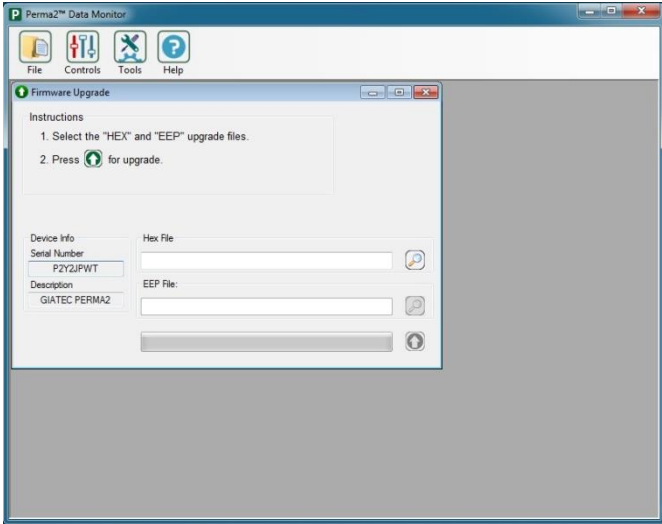 Perma2™ Data Monitor
File Controls Tools Help
Firmware Upgrade
Instructions
1. Select the "HEX" and "EEP" upgrade files.
2. Press for upgrade.
Device Info
Serial Number
P2Y2JPWT
Description
GIATEC PERMA2
Hex File
EEP File: